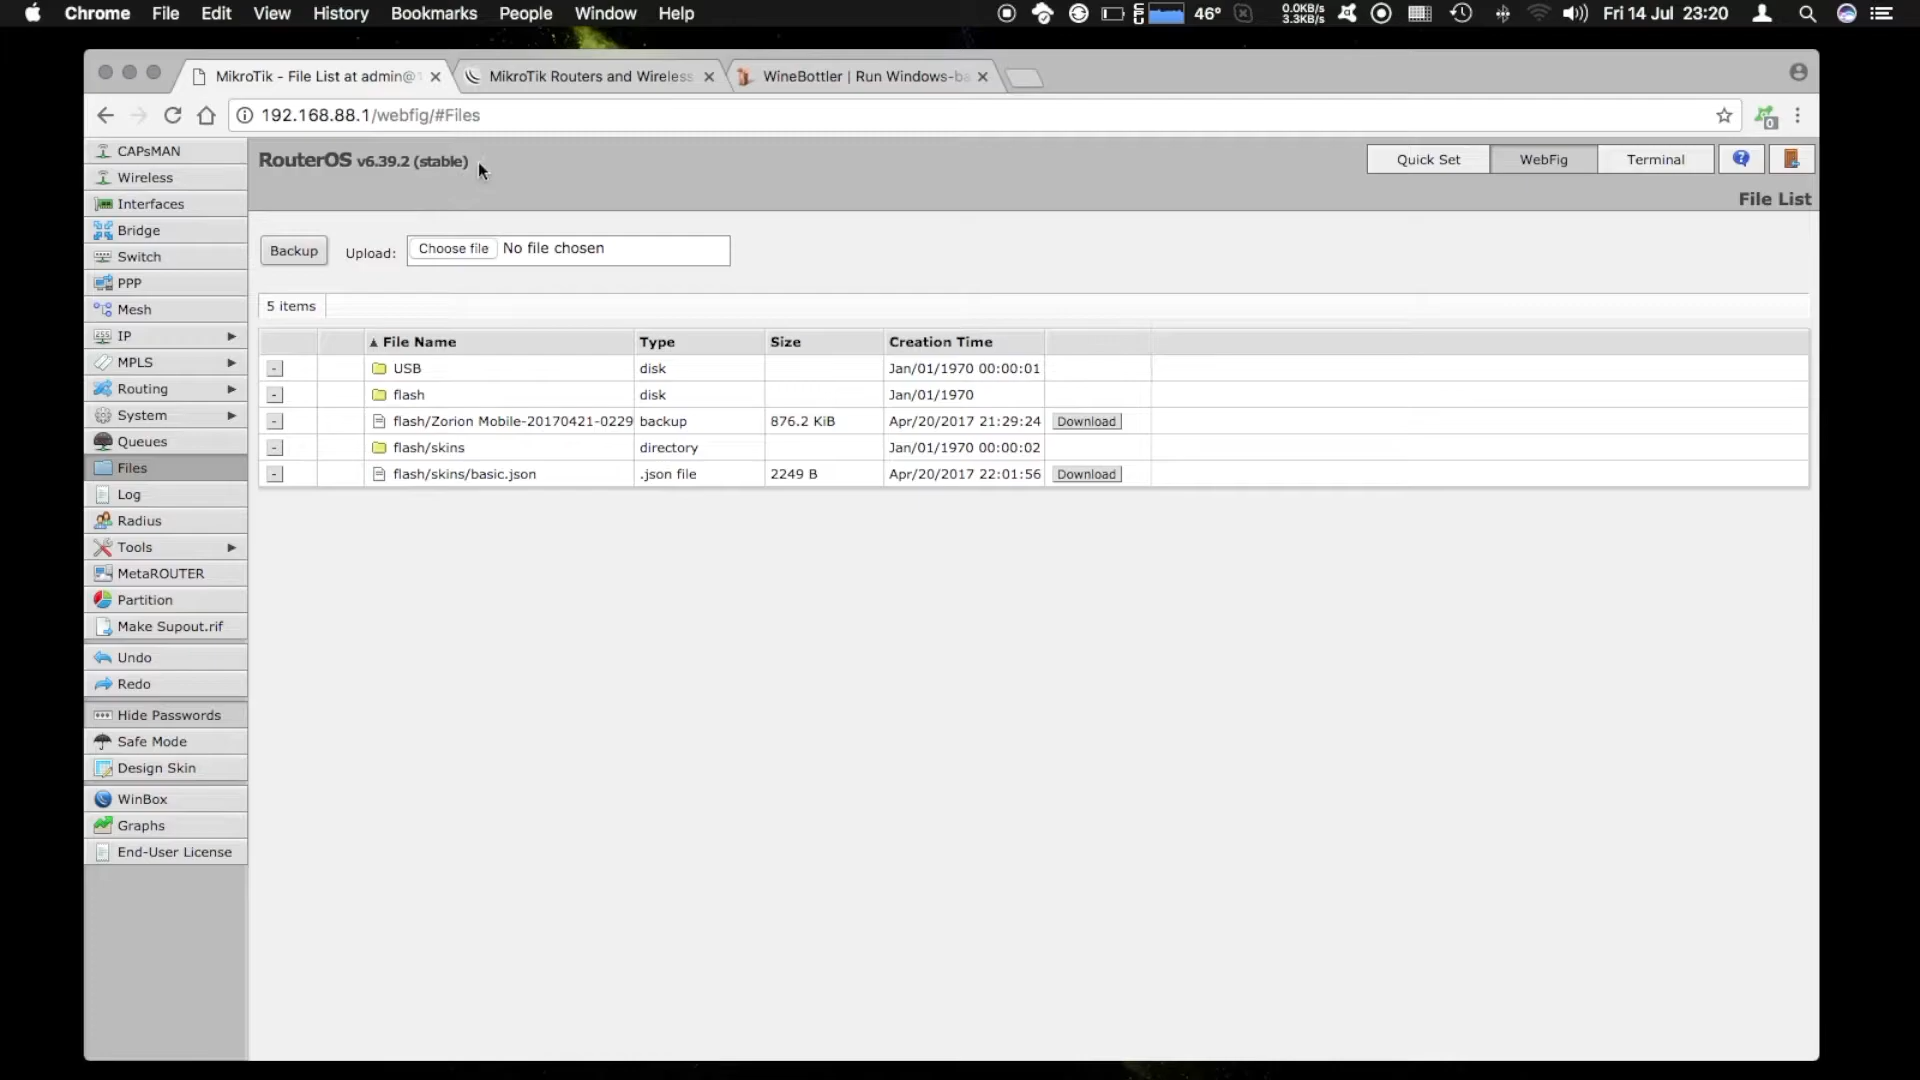 Chrome File Edit View History Bookmarks People Window Help 46° 0.0KB/s 3.3KB/s Fri 14 Jul 23:20
MikroTik - File List at admin@1 MikroTik Routers and Wireless WineBottler | Run Windows-ba
192.168.88.1/webfig/#Files 0
CAPsMAN
Wireless
Interfaces
Bridge
Switch
PPP
Mesh
IP
MPLS
Routing
System
Queues
Files
Log
Radius
Tools
MetaROUTER
Partition
Make Supout.rif
Undo
Redo
Hide Passwords
Safe Mode
Design Skin
WinBox
Graphs
End-User License
RouterOS v6.39.2 (stable) Quick Set WebFig Terminal
File List
Backup Upload: Choose file No file chosen
5 items
▲ File Name Type Size Creation Time
- USB disk Jan/01/1970 00:00:01
- flash disk Jan/01/1970
- flash/Zorion Mobile-20170421-0229 backup 876.2 KiB Apr/20/2017 21:29:24 Download
- flash/skins directory Jan/01/1970 00:00:02
- flash/skins/basic.json .json file 2249 B Apr/20/2017 22:01:56 Download